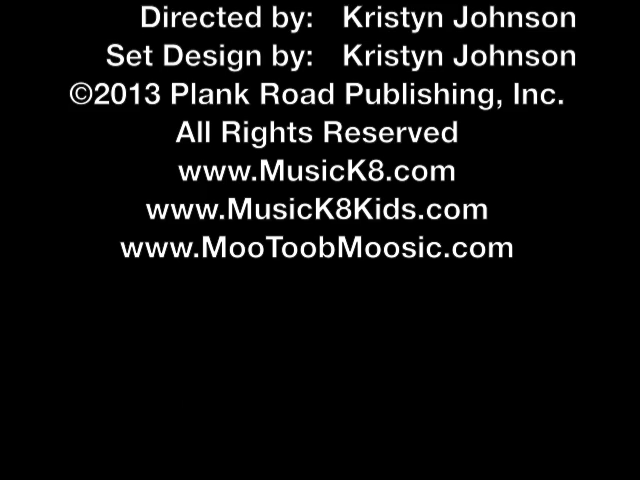 Directed by: Kristyn Johnson
Set Design by: Kristyn Johnson
©2013 Plank Road Publishing, Inc.
All Rights Reserved
www.MusicK8.com
www.MusicK8Kids.com
www.MooToobMoosic.com